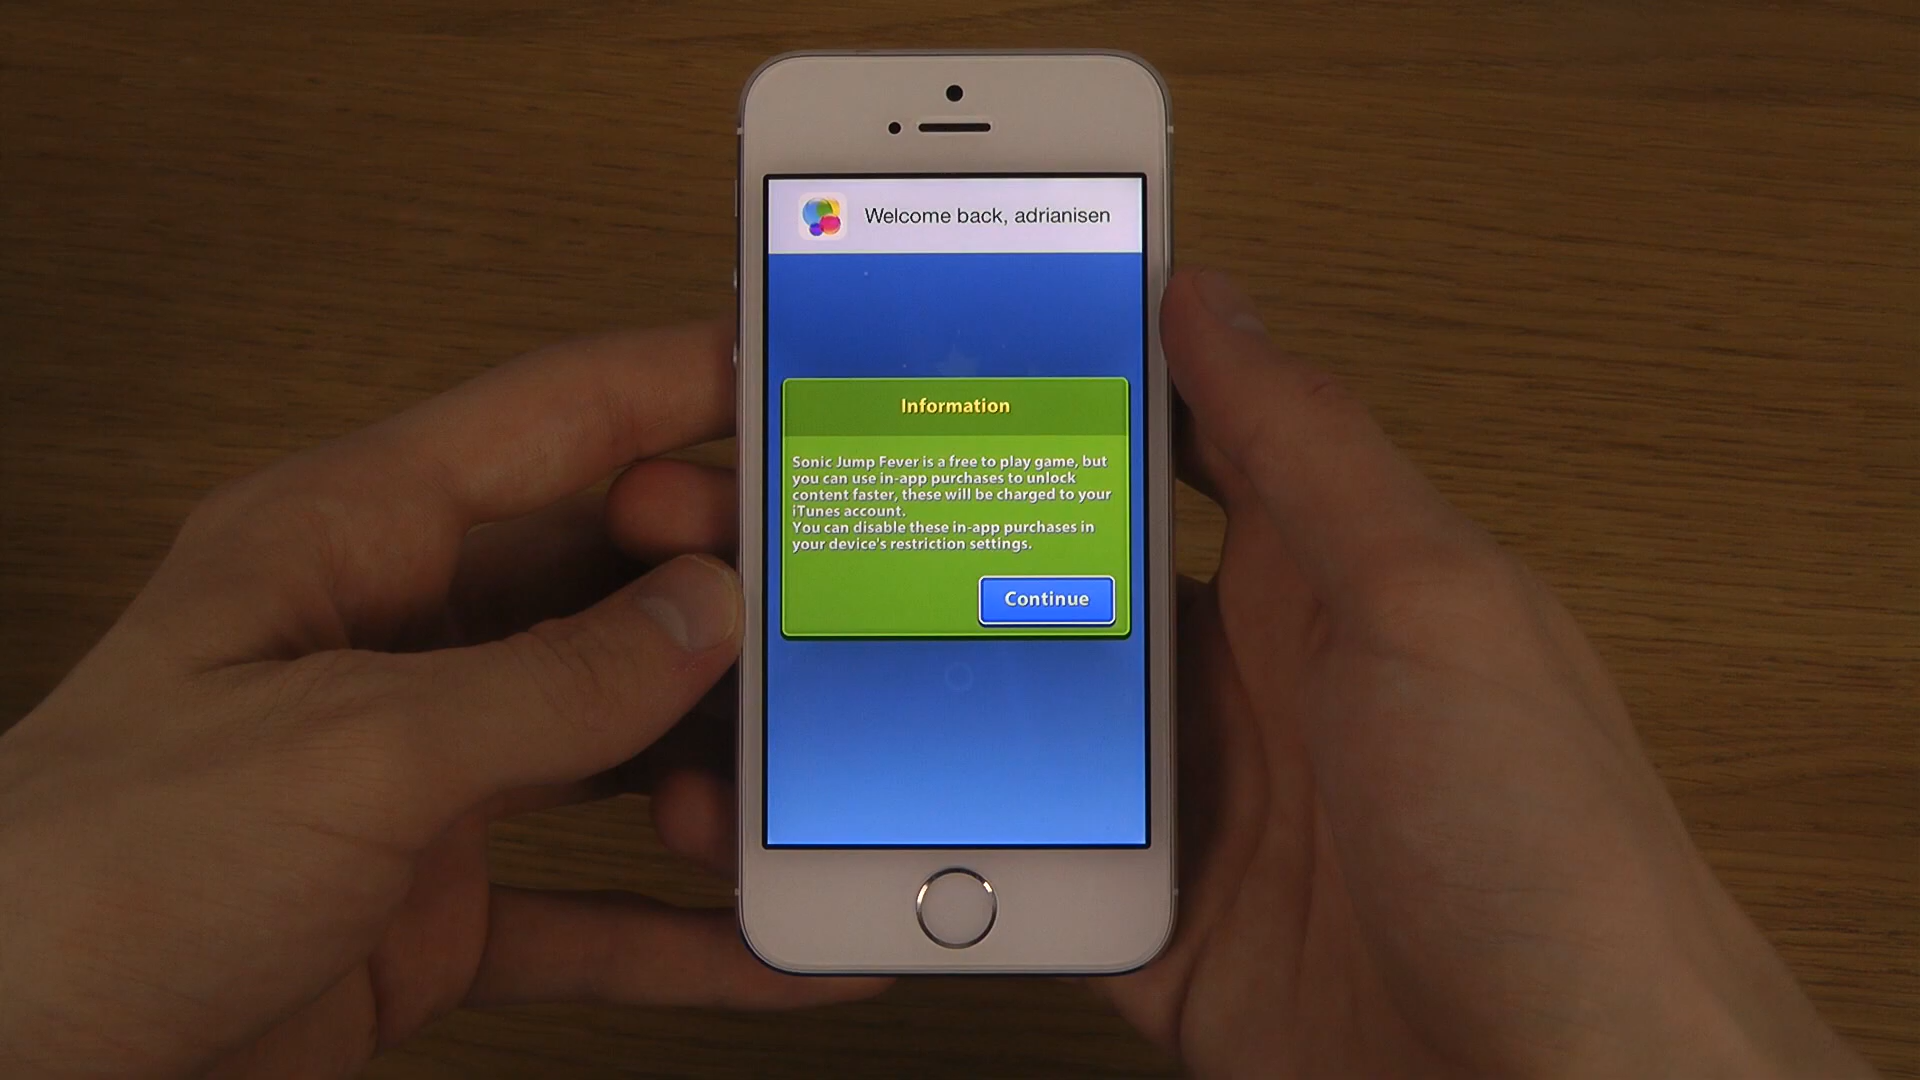 Welcome back, adrianisen
Information
Sonic Jump Fever is a free to play game, but
you can use in-app purchases to unlock
content faster, these will be charged to your
iTunes account.
You can disable these in-app purchases in
your device's restriction settings.
Continue